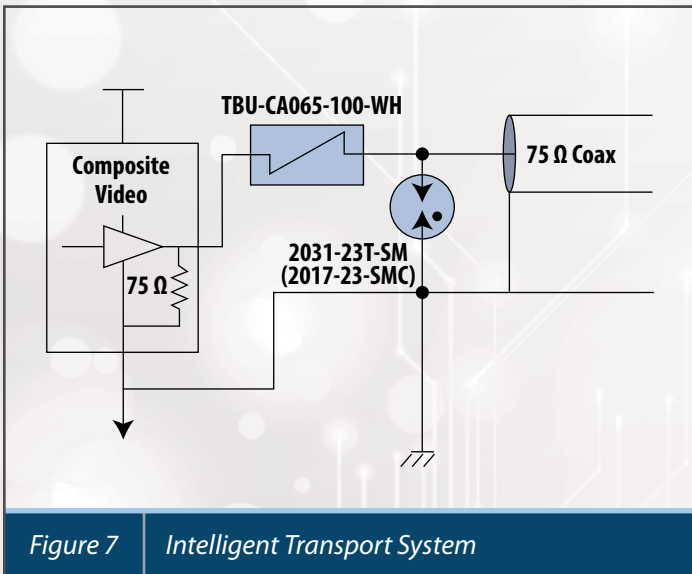 TBU-CA065-100-WH
Composite
Video
75 Ω Coax
75 Ω
2031-23T-SM
(2017-23-SMC)
Figure 7
Intelligent Transport System